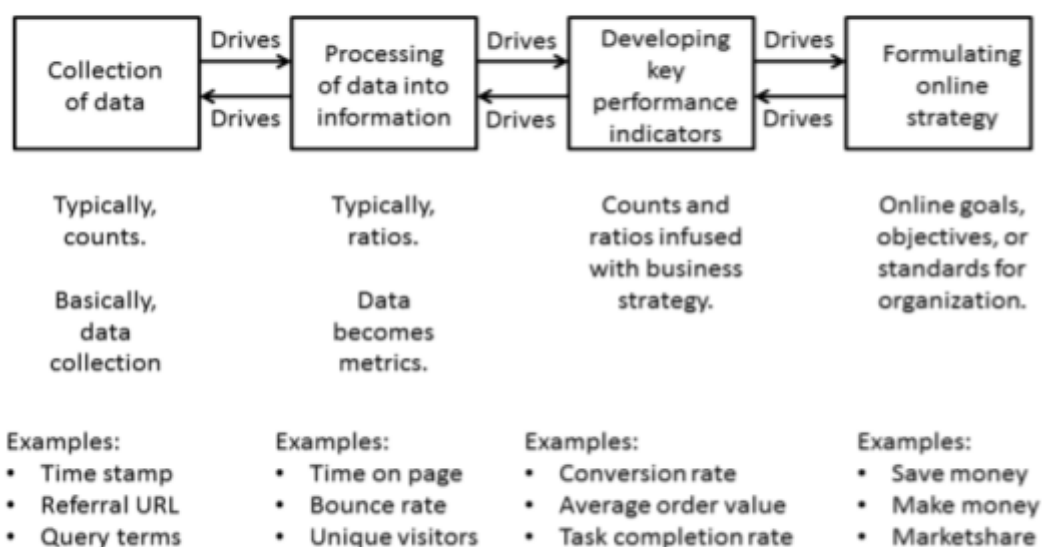 Collection
of data
Drives
Drives
Processing
of data into
information
Drives
Drives
Developing
key
performance
indicators
Drives
Drives
Formulating
online
strategy
Typically,
counts.
Basically,
data
collection
Typically,
ratios.
Data
becomes
metrics.
Counts and
ratios infused
with business
strategy.
Online goals,
objectives, or
standards for
organization.
Examples:
• Time stamp
• Referral URL
• Query terms
Examples:
• Time on page
• Bounce rate
• Unique visitors
Examples:
• Conversion rate
• Average order value
• Task completion rate
Examples:
• Save money
• Make money
• Marketshare